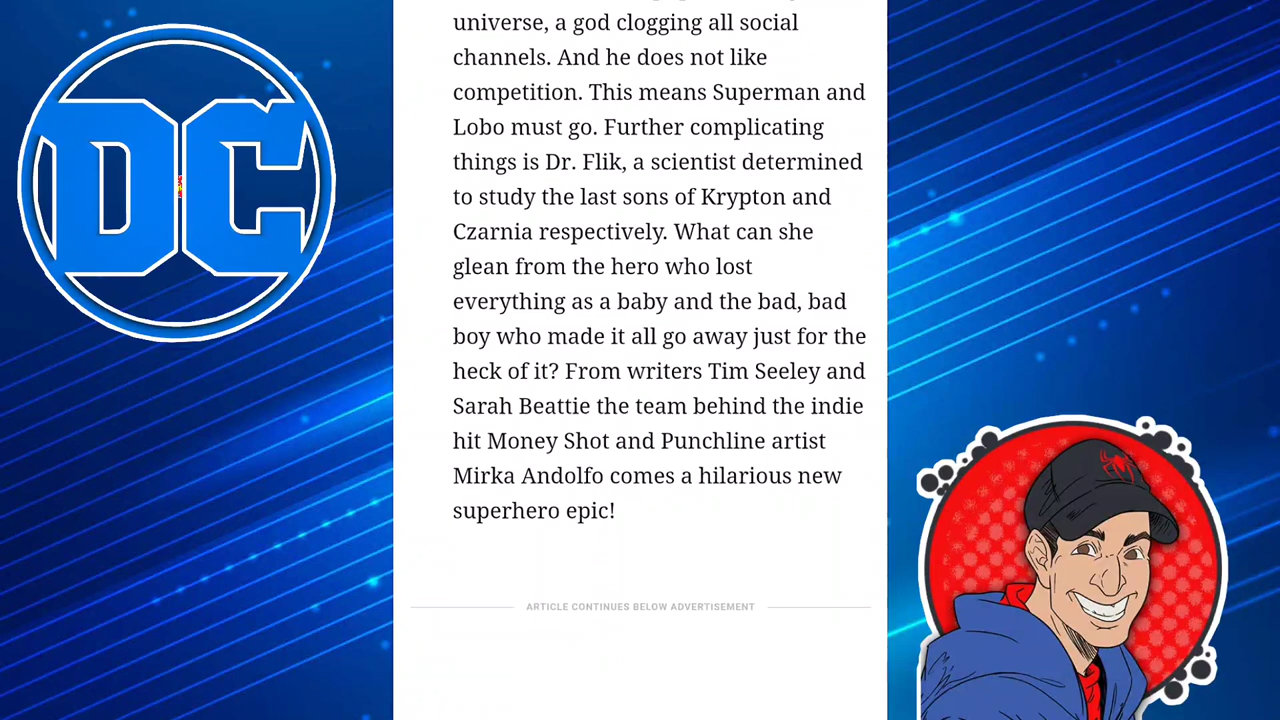 DC
universe, a god clogging all social
channels. And he does not like
competition. This means Superman and
Lobo must go. Further complicating
things is Dr. Flik, a scientist determined
to study the last sons of Krypton and
Czarnia respectively. What can she
glean from the hero who lost
everything as a baby and the bad, bad
boy who made it all go away just for the
heck of it? From writers Tim Seeley and
Sarah Beattie the team behind the indie
hit Money Shot and Punchline artist
Mirka Andolfo comes a hilarious new
superhero epic!
ARTICLE CONTINUES BELOW ADVERTISEMENT